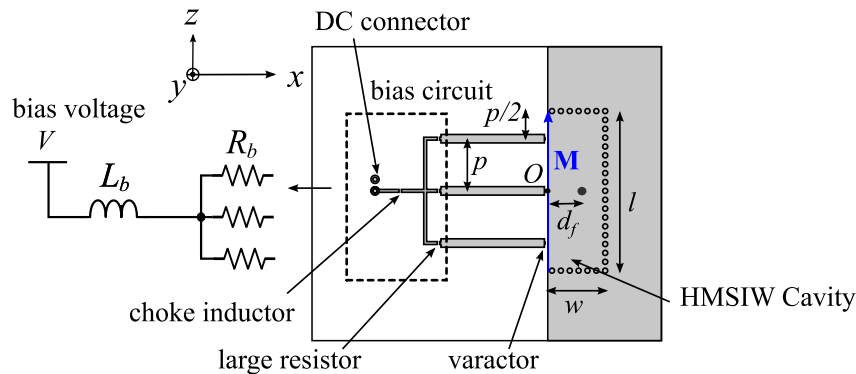 DC connector
z
x
y
bias circuit
bias voltage
V
p/2
R_b
M
L_b
p
O
d_f
l
w
HMSIW Cavity
choke inductor
large resistor
varactor